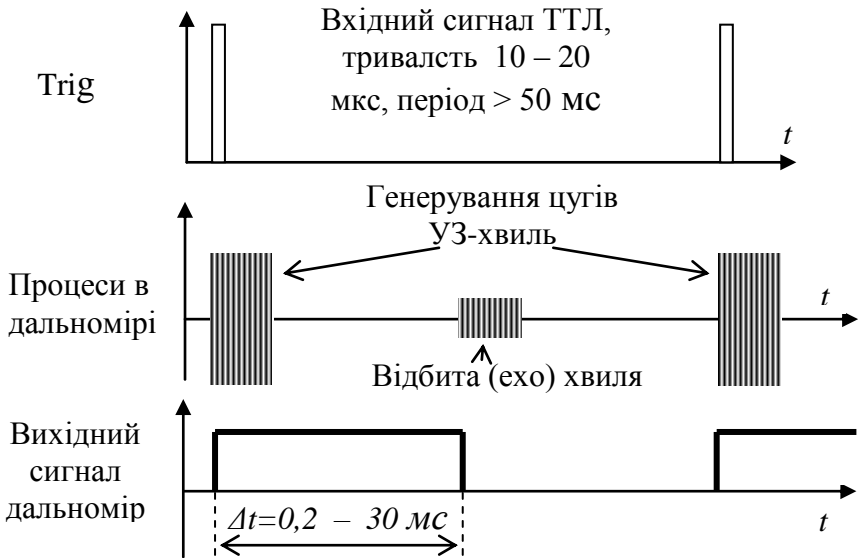 Вхідний сигнал ТТЛ,
тривалсть 10 – 20
мкс, період > 50 мс
Trig
t
Генерування цугів
УЗ-хвиль
Процеси в
дальномірі
t
Відбита (ехо) хвиля
Вихідний
сигнал
дальномір
Δt=0,2 – 30 мс
t